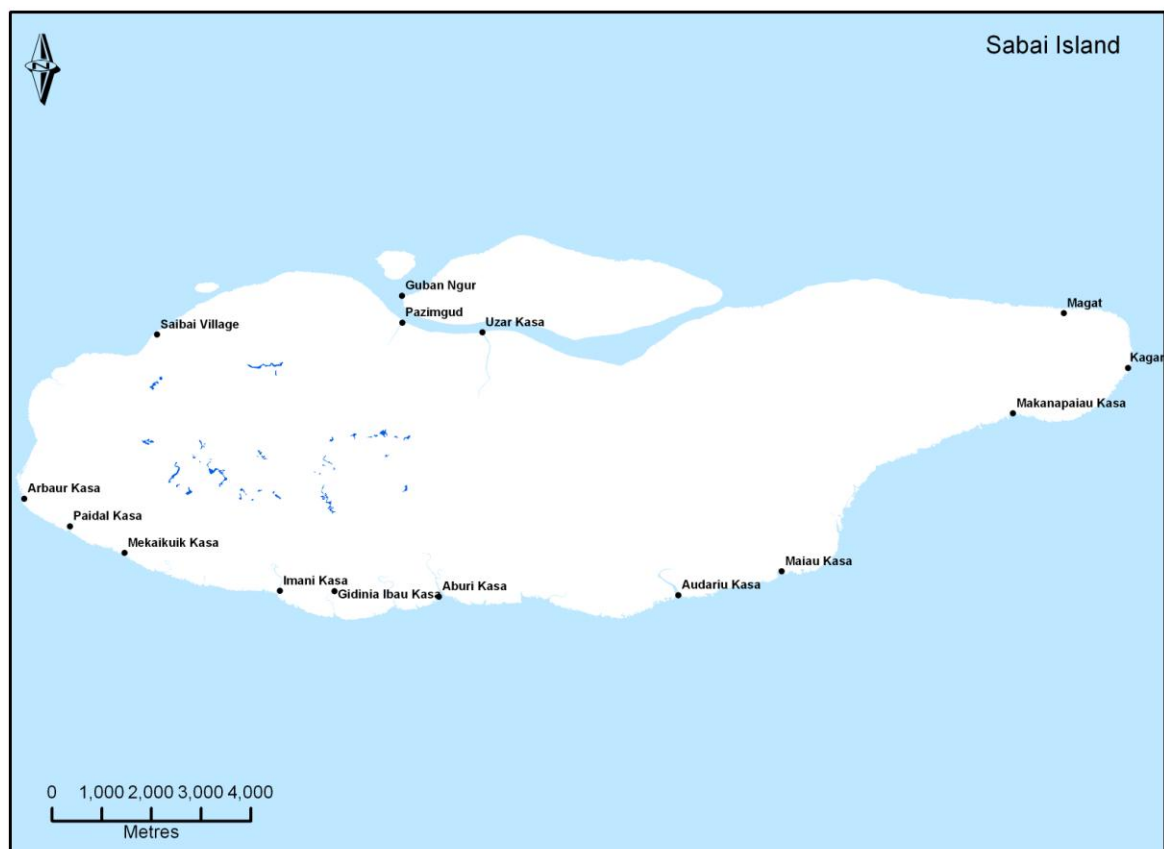 Sabai Island
N
Guban Ngur
Pazimgud
Uzar Kasa
Saibai Village
Magat
Kagar
Makanapaiau Kasa
Arbaur Kasa
Paidal Kasa
Mekaikuik Kasa
Imani Kasa
Gidinia Ibau Kasa
Aburi Kasa
Audariu Kasa
Maiau Kasa
0 1,000 2,000 3,000 4,000
Metres